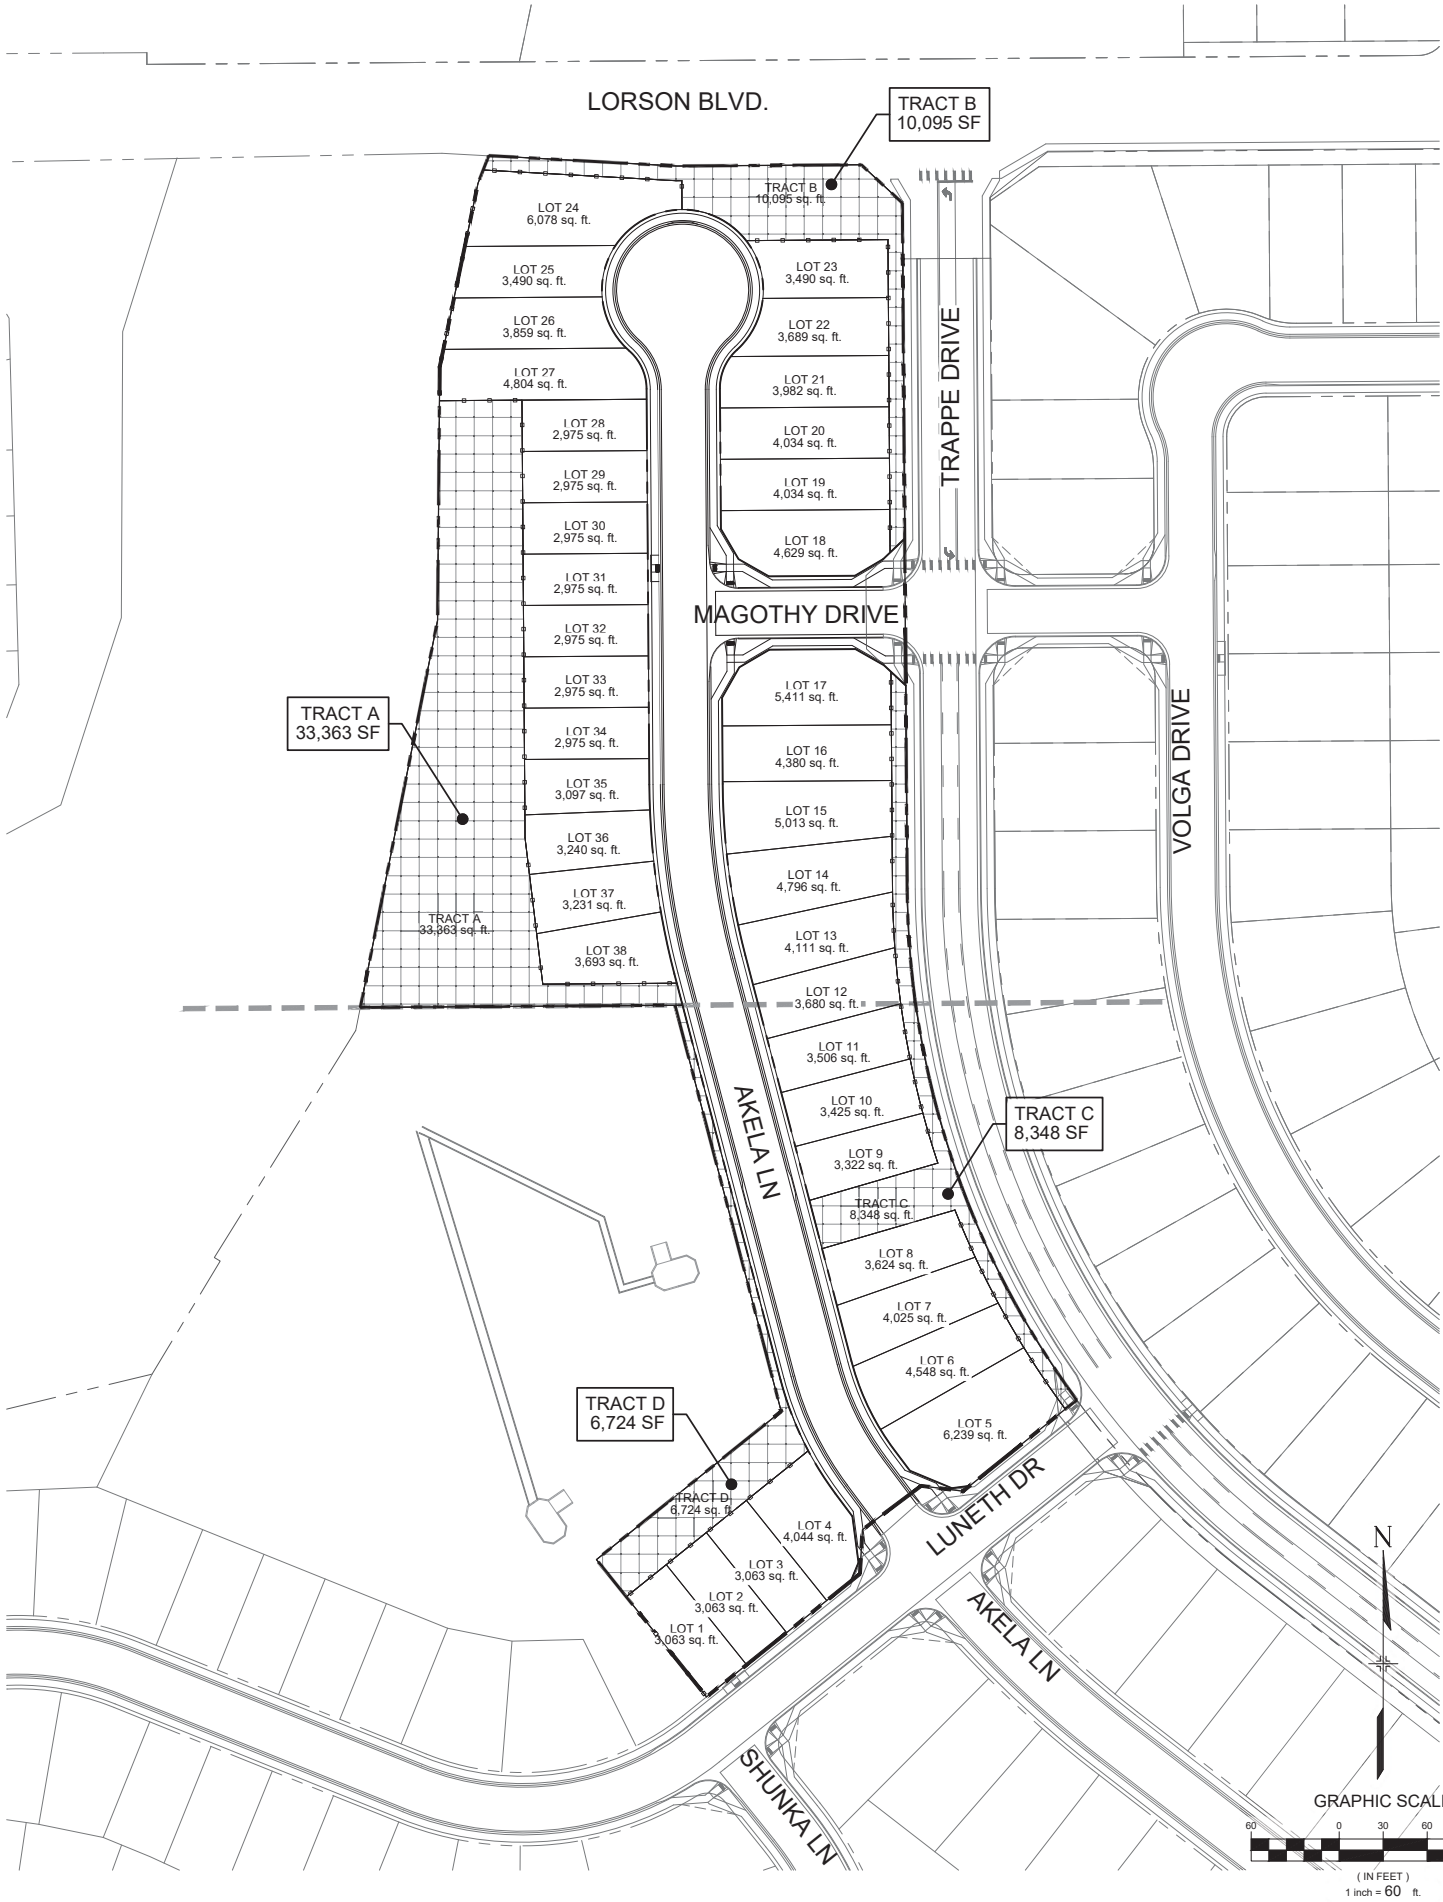 LORSON BLVD.
TRACT B
10,095 SF
TRACT B
10,095 sq. ft.
LOT 24
6,078 sq. ft.
LOT 25
3,490 sq. ft.
LOT 23
3,490 sq. ft.
LOT 26
3,859 sq. ft.
LOT 22
3,689 sq. ft.
LOT 27
4,804 sq. ft.
LOT 21
3,982 sq. ft.
TRAPPE DRIVE
LOT 28
2,975 sq. ft.
LOT 20
4,034 sq. ft.
LOT 29
2,975 sq. ft.
LOT 19
4,034 sq. ft.
LOT 30
2,975 sq. ft.
LOT 18
4,629 sq. ft.
LOT 31
2,975 sq. ft.
MAGOTHY DRIVE
LOT 32
2,975 sq. ft.
LOT 33
2,975 sq. ft.
LOT 17
5,411 sq. ft.
TRACT A
33,363 SF
LOT 34
2,975 sq. ft.
LOT 16
4,380 sq. ft.
VOLGA DRIVE
LOT 35
3,097 sq. ft.
LOT 15
5,013 sq. ft.
LOT 36
3,240 sq. ft.
LOT 14
4,796 sq. ft.
LOT 37
3,231 sq. ft.
TRACT A
33,363 sq. ft.
LOT 13
4,111 sq. ft.
LOT 38
3,693 sq. ft.
LOT 12
3,680 sq. ft.
LOT 11
3,506 sq. ft.
AKELA LN
LOT 10
3,425 sq. ft.
TRACT C
8,348 SF
LOT 9
3,322 sq. ft.
TRACT C
8,348 sq. ft.
LOT 8
3,624 sq. ft.
LOT 7
4,025 sq. ft.
LOT 6
4,548 sq. ft.
TRACT D
6,724 SF
LOT 5
6,239 sq. ft.
TRACT D
6,724 sq. ft.
LUNETH DR
LOT 4
4,044 sq. ft.
LOT 3
3,063 sq. ft.
LOT 2
3,063 sq. ft.
LOT 1
3,063 sq. ft.
N
AKELA LN
SHUNKA LN
GRAPHIC SCALE
60 0 30 60
( IN FEET )
1 inch = 60 ft.